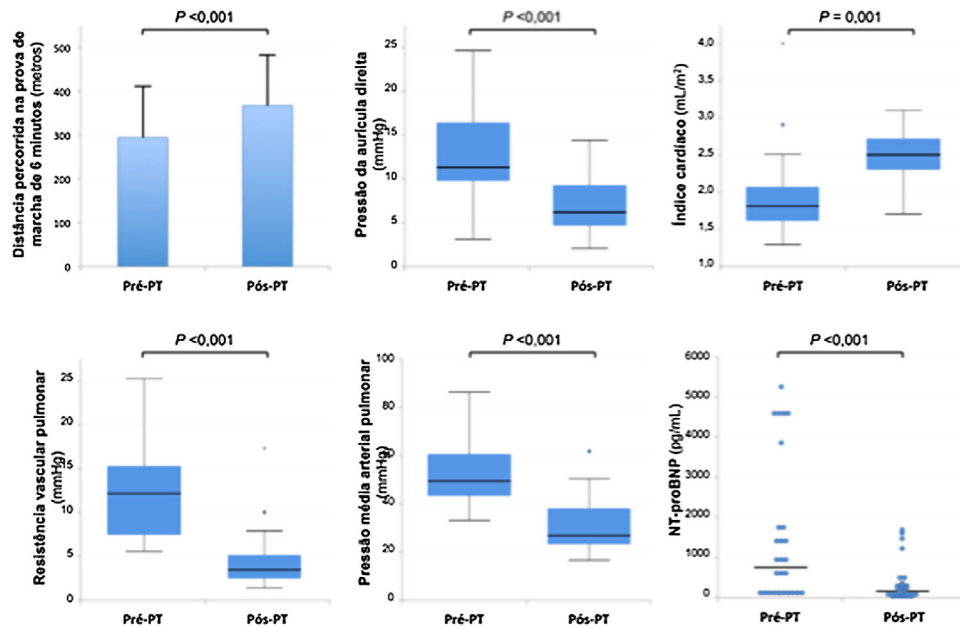 P <0,001
Distância percorrida na prova de
marcha de 6 minutos (metros)
500
400
300
200
100
0
Pré-PT
Pós-PT
P <0,001
Pressão da aurícula direita
(mmHg)
25
20
15
10
5
0
Pré-PT
Pós-PT
P = 0,001
Índice cardíaco (mL/m²)
4,0
3,5
3,0
2,5
2,0
1,5
1,0
Pré-PT
Pós-PT
P <0,001
Resistência vascular pulmonar
(mmHg)
25
20
15
10
5
0
Pré-PT
Pós-PT
P <0,001
Pressão média arterial pulmonar
(mmHg)
100
80
60
40
20
0
Pré-PT
Pós-PT
P <0,001
NT-proBNP (pg/mL)
6000
5000
4000
3000
2000
1000
0
Pré-PT
Pós-PT